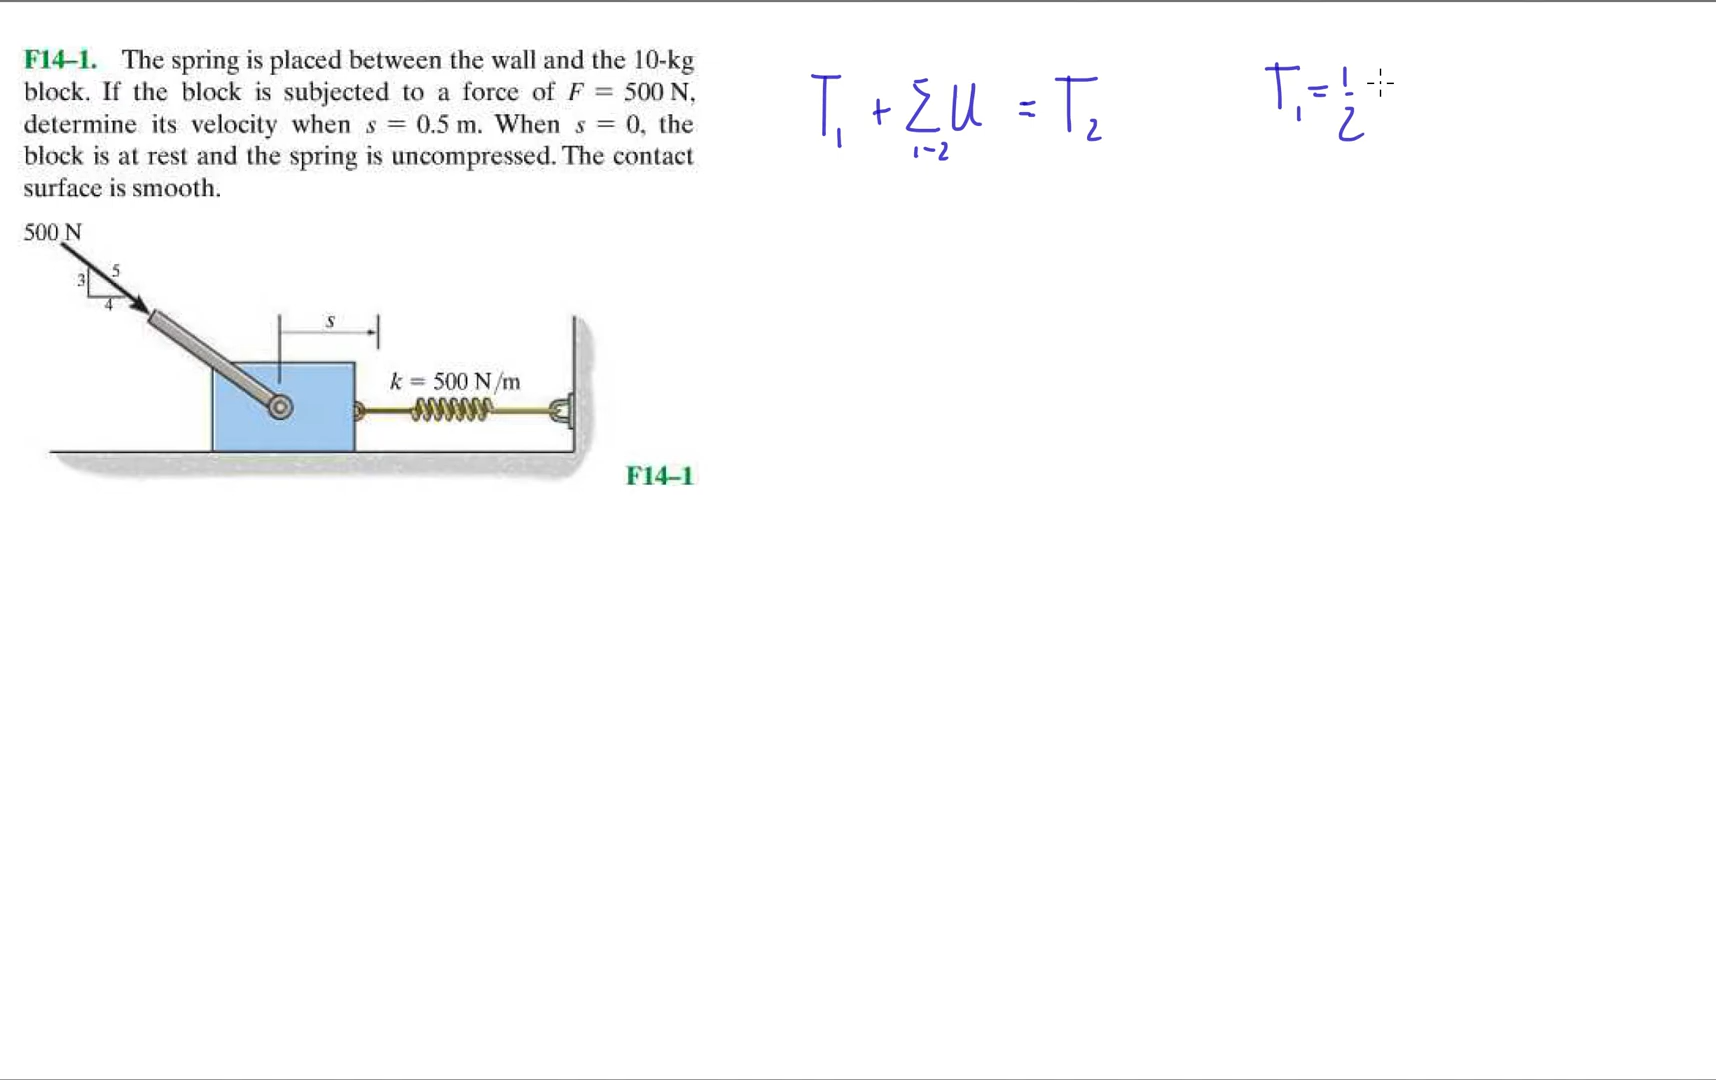 F14–1. The spring is placed between the wall and the 10-kg
block. If the block is subjected to a force of F = 500 N,
determine its velocity when s = 0.5 m. When s = 0, the
block is at rest and the spring is uncompressed. The contact
surface is smooth.
500 N
5
3
4
s
k = 500 N/m
F14–1
T₁ + Σ U₁₋₂ = T₂
T₁ = 1/2